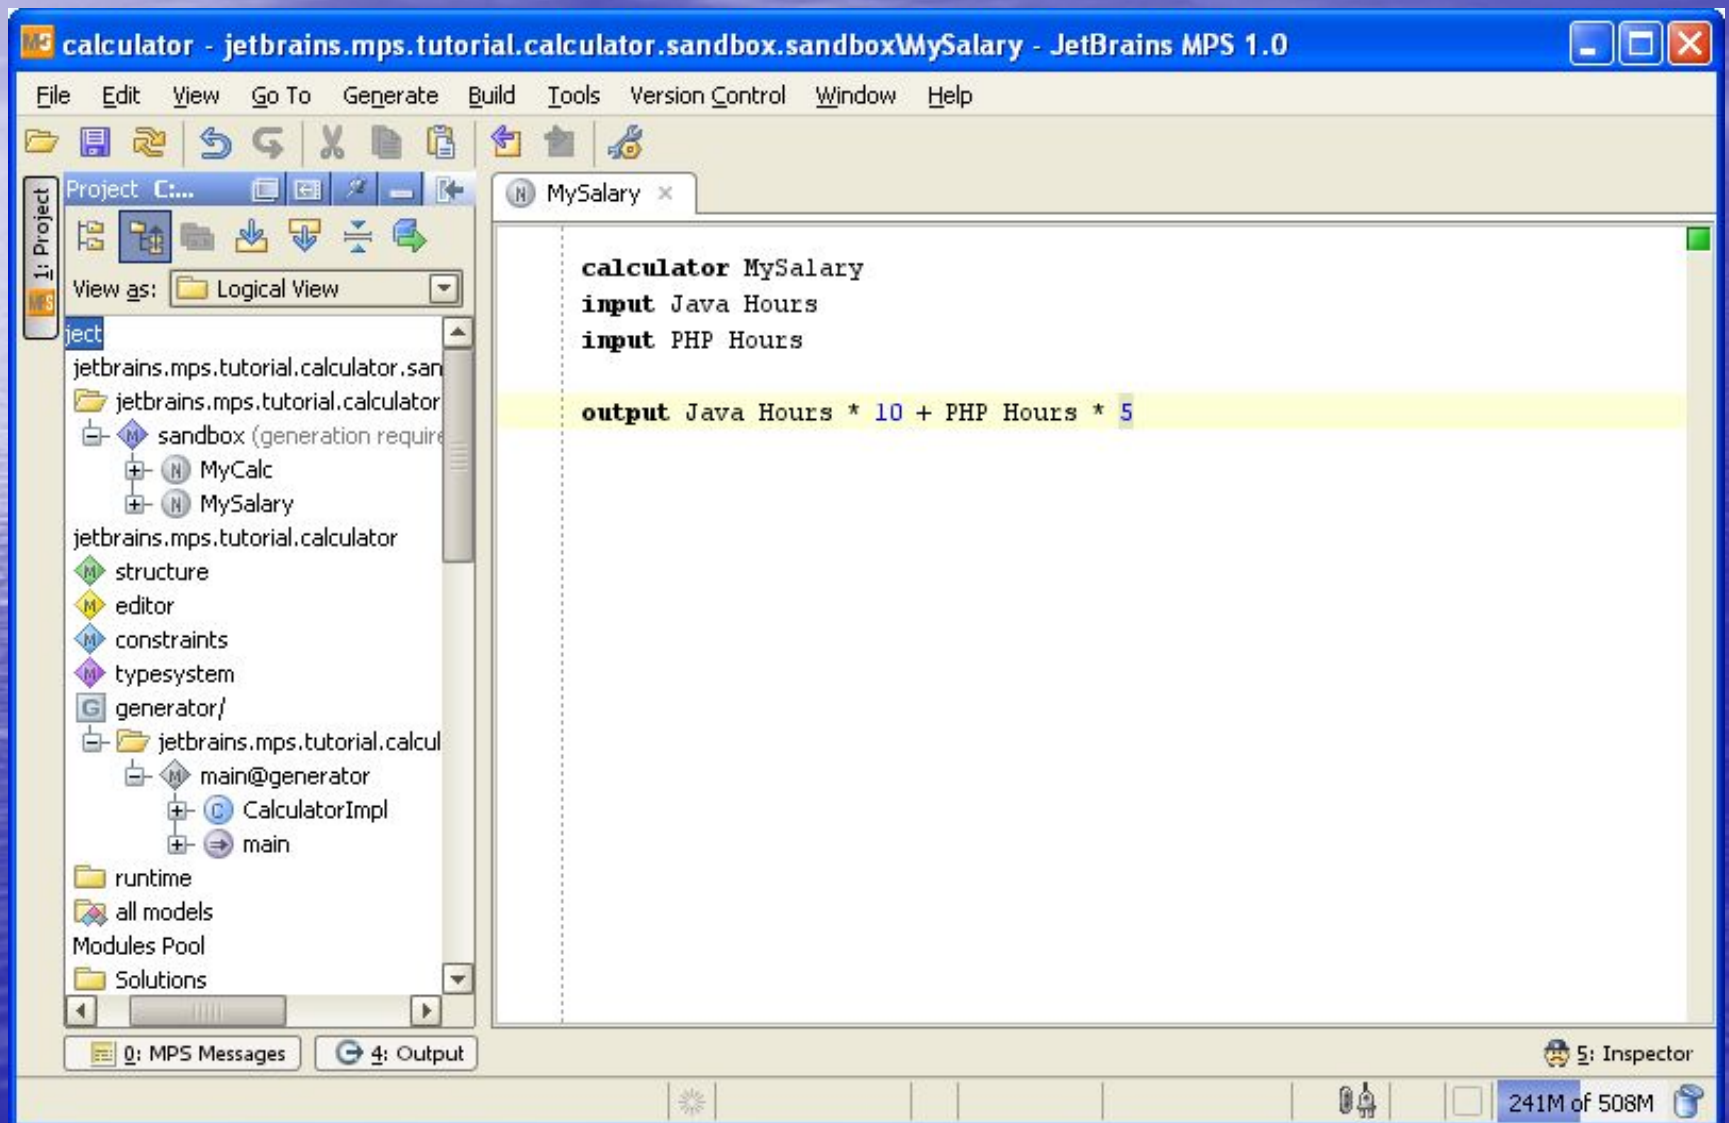 MPS calculator - jetbrains.mps.tutorial.calculator.sandbox.sandbox\MySalary - JetBrains MPS 1.0
File Edit View Go To Generate Build Tools Version Control Window Help
1: Project
MPS
Project C:...
View as: Logical View
ject
jetbrains.mps.tutorial.calculator.san
jetbrains.mps.tutorial.calculator
M sandbox (generation require
N MyCalc
N MySalary
jetbrains.mps.tutorial.calculator
M structure
M editor
M constraints
M typesystem
G generator/
jetbrains.mps.tutorial.calcul
M main@generator
C CalculatorImpl
main
runtime
all models
Modules Pool
Solutions
N MySalary
calculator MySalary
input Java Hours
input PHP Hours
output Java Hours * 10 + PHP Hours * 5
0: MPS Messages 4: Output 5: Inspector
241M of 508M